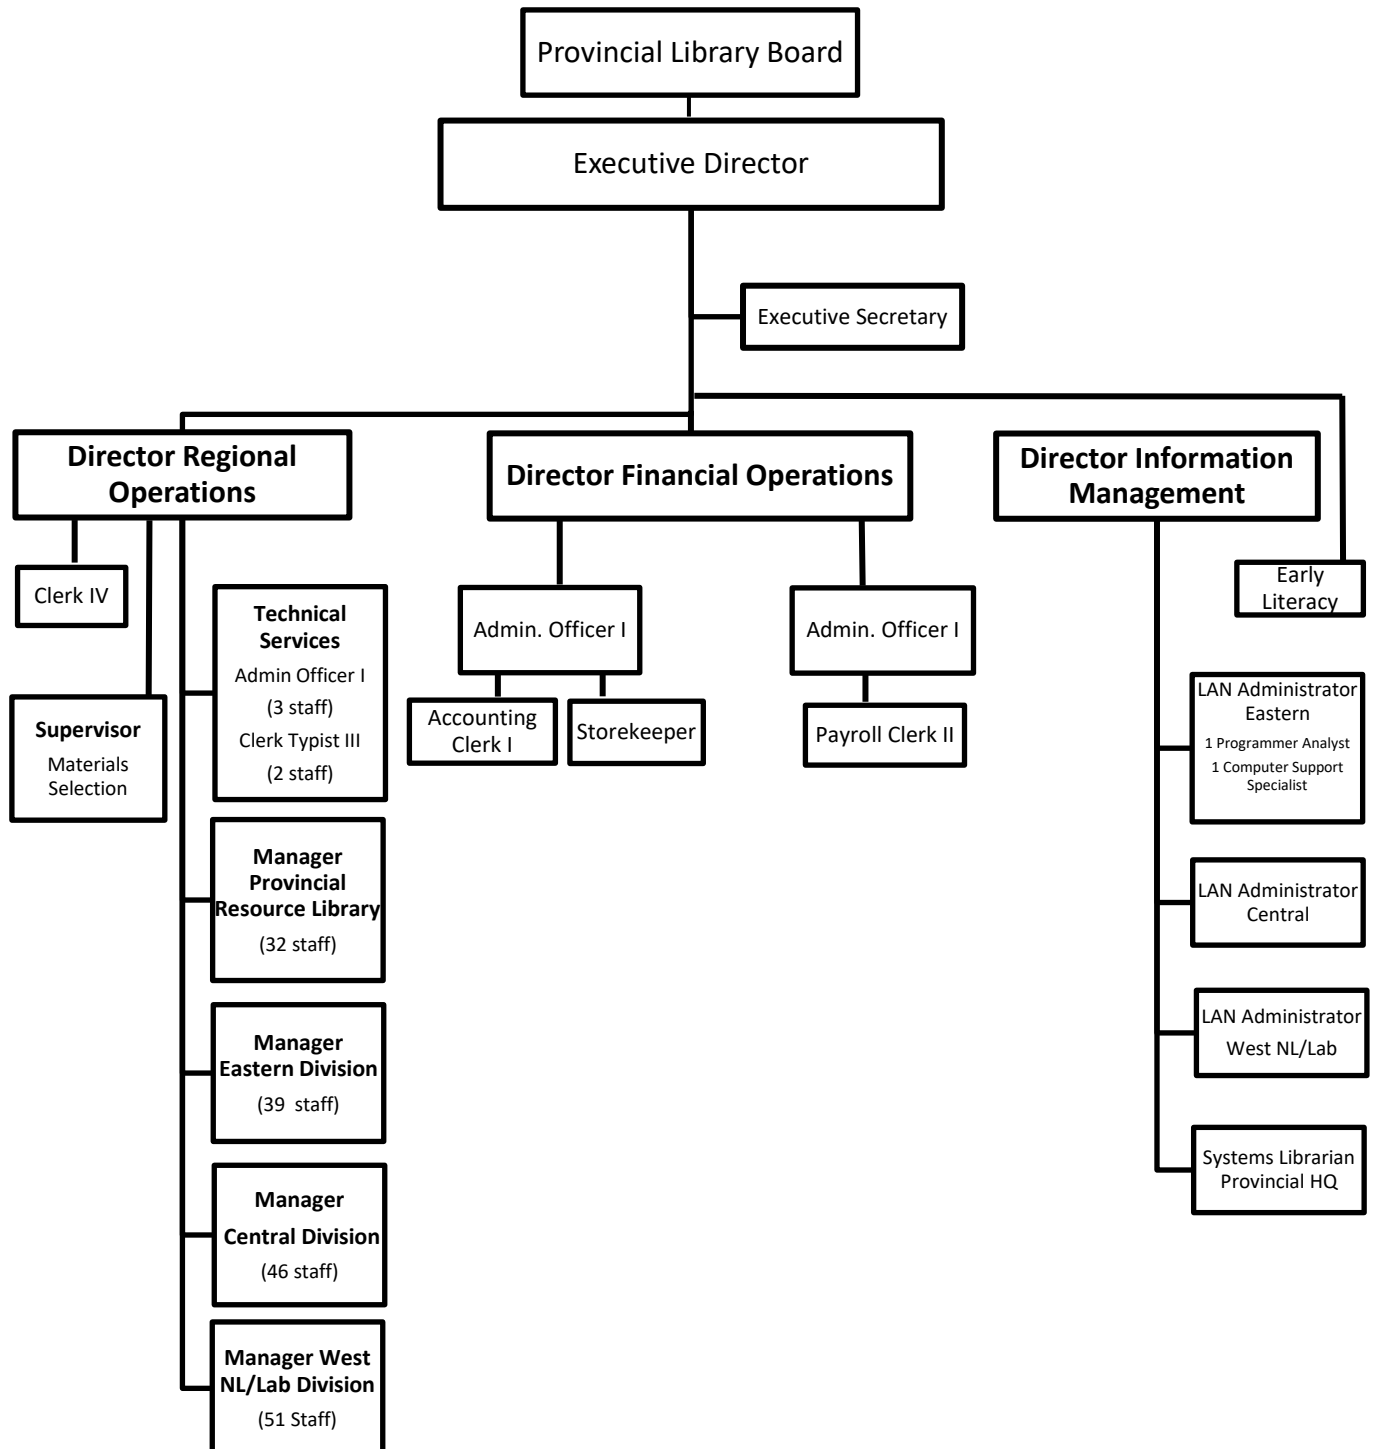 Provincial Library Board
Executive Director
Executive Secretary
Director Regional
Operations
Director Financial Operations
Director Information
Management
Clerk IV
Supervisor
Materials
Selection
Technical
Services
Admin Officer I
(3 staff)
Clerk Typist III
(2 staff)
Manager
Provincial
Resource Library
(32 staff)
Manager
Eastern Division
(39 staff)
Manager
Central Division
(46 staff)
Manager West
NL/Lab Division
(51 Staff)
Admin. Officer I
Accounting
Clerk I
Storekeeper
Admin. Officer I
Payroll Clerk II
Early
Literacy
LAN Administrator
Eastern
1 Programmer Analyst
1 Computer Support
Specialist
LAN Administrator
Central
LAN Administrator
West NL/Lab
Systems Librarian
Provincial HQ